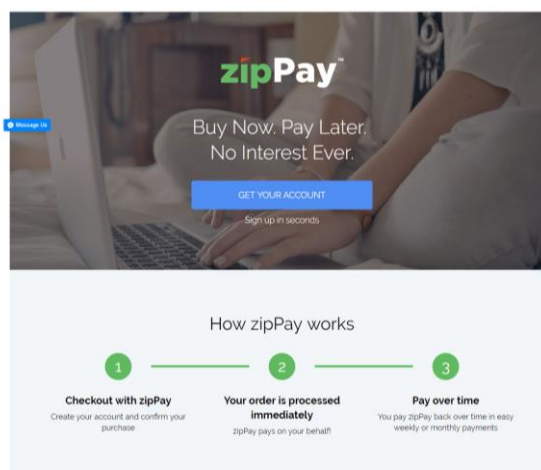 zipPay™
Message Us
Buy Now. Pay Later.
No Interest Ever.
GET YOUR ACCOUNT
Sign up in seconds
How zipPay works
1
2
3
Checkout with zipPay
Create your account and confirm your
purchase
Your order is processed
immediately
zipPay pays on your behalf!
Pay over time
You pay zipPay back over time in easy
weekly or monthly payments